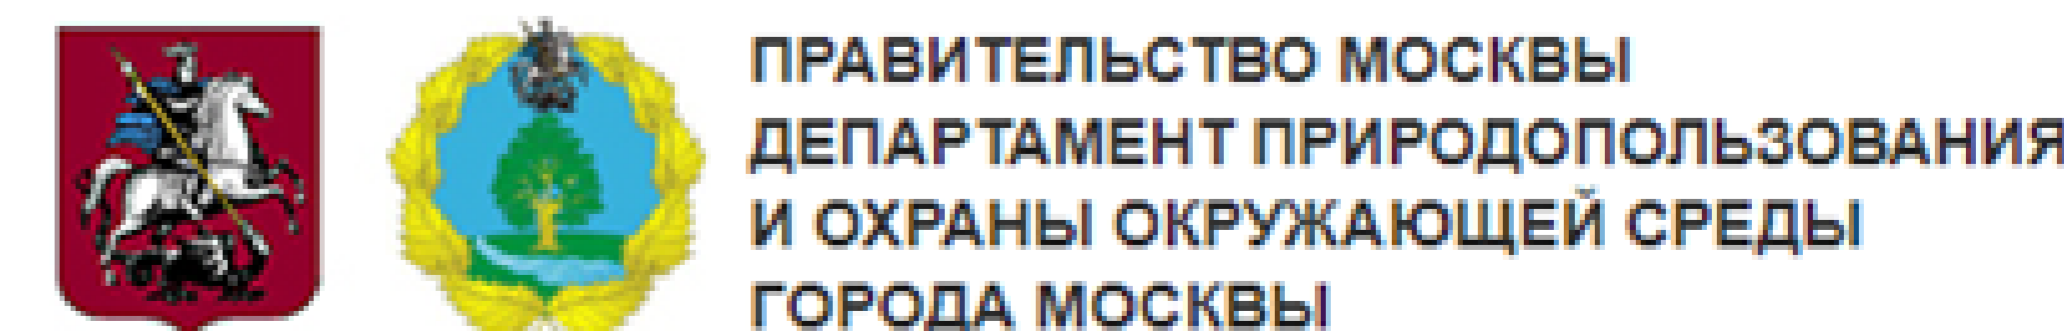 ПРАВИТЕЛЬСТВО МОСКВЫ
ДЕПАРТАМЕНТ ПРИРОДОПОЛЬЗОВАНИЯ
И ОХРАНЫ ОКРУЖАЮЩЕЙ СРЕДЫ
ГОРОДА МОСКВЫ